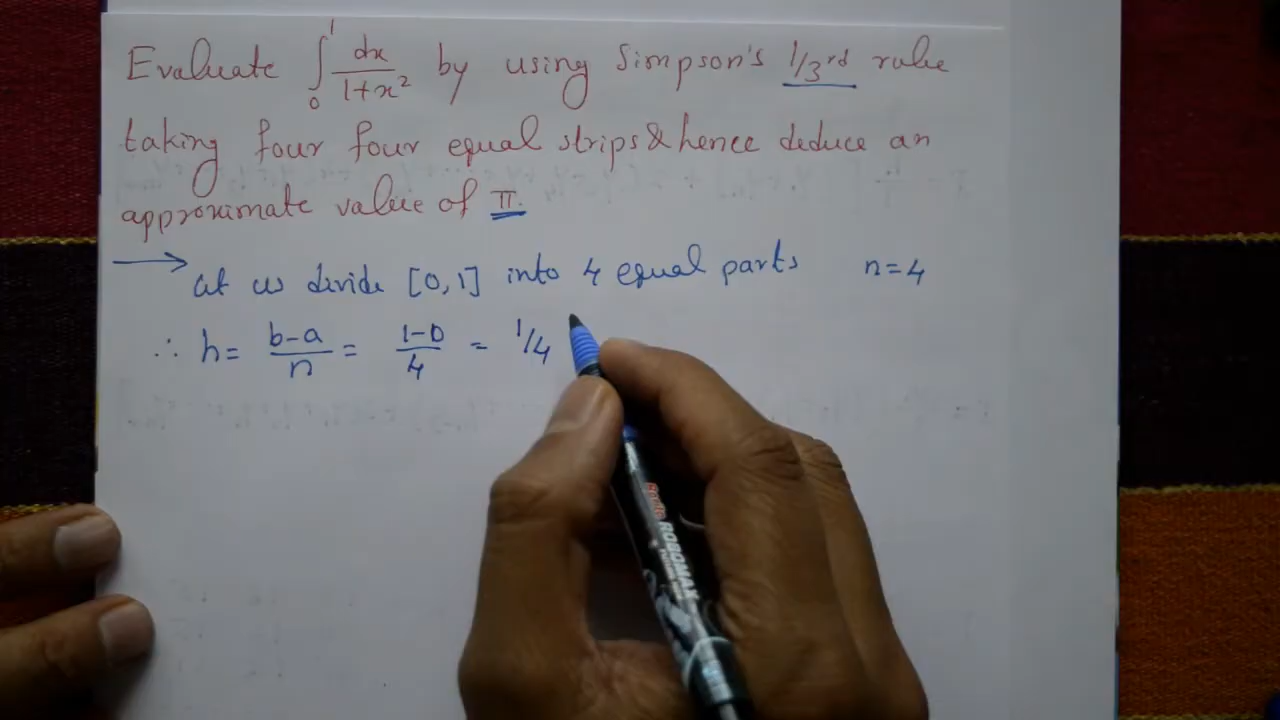 Evaluate ∫₀¹ dx/(1+x²) by using Simpson's 1/3rd rule
taking four four equal strips & hence deduce an
approximate value of π.
→ Let us divide [0,1] into 4 equal parts n=4
∴ h = (b-a)/n = (1-0)/4 = 1/4
ROBOMAX